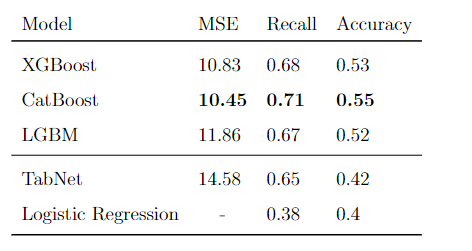 Model MSE Recall Accuracy
XGBoost 10.83 0.68 0.53
CatBoost 10.45 0.71 0.55
LGBM 11.86 0.67 0.52
TabNet 14.58 0.65 0.42
Logistic Regression - 0.38 0.4